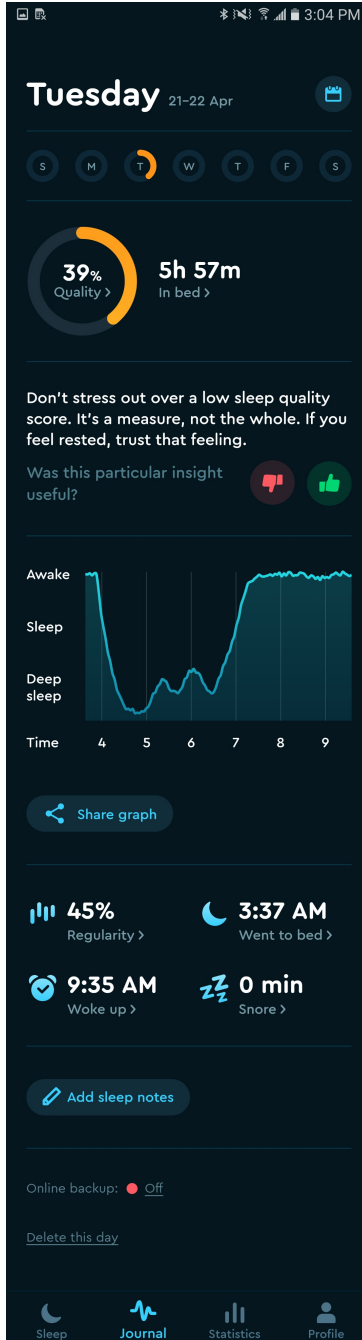 3:04 PM
Tuesday 21-22 Apr
S M T W T F S
39% 5h 57m
Quality > In bed >
Don't stress out over a low sleep quality
score. It's a measure, not the whole. If you
feel rested, trust that feeling.
Was this particular insight
useful?
Awake
Sleep
Deep
sleep
Time 4 5 6 7 8 9
Share graph
45% 3:37 AM
Regularity > Went to bed >
9:35 AM 0 min
Woke up > Snore >
Add sleep notes
Online backup: Off
Delete this day
Sleep Journal Statistics Profile